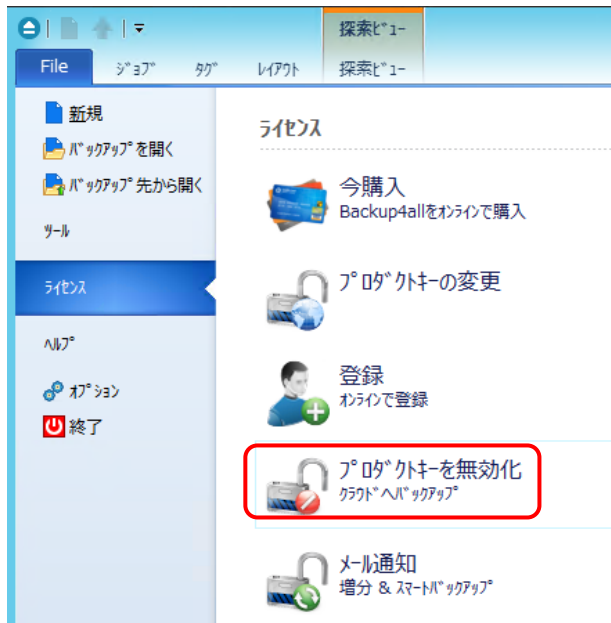 探索ﾋﾞｭｰ
File
ｼﾞｮﾌﾞ
ﾀｸﾞ
ﾚｲｱｳﾄ
探索ﾋﾞｭｰ
新規
ﾊﾞｯｸｱｯﾌﾟを開く
ﾊﾞｯｸｱｯﾌﾟ先から開く
ﾂｰﾙ
ﾗｲｾﾝｽ
ﾍﾙﾌﾟ
ｵﾌﾟｼｮﾝ
終了
ﾗｲｾﾝｽ
今購入
Backup4allをｵﾝﾗｲﾝで購入
ﾌﾟﾛﾀﾞｸﾄｷｰの変更
登録
ｵﾝﾗｲﾝで登録
ﾌﾟﾛﾀﾞｸﾄｷｰを無効化
ｸﾗｳﾄﾞへﾊﾞｯｸｱｯﾌﾟ
ﾒｰﾙ通知
増分 & ｽﾏｰﾄﾊﾞｯｸｱｯﾌﾟ